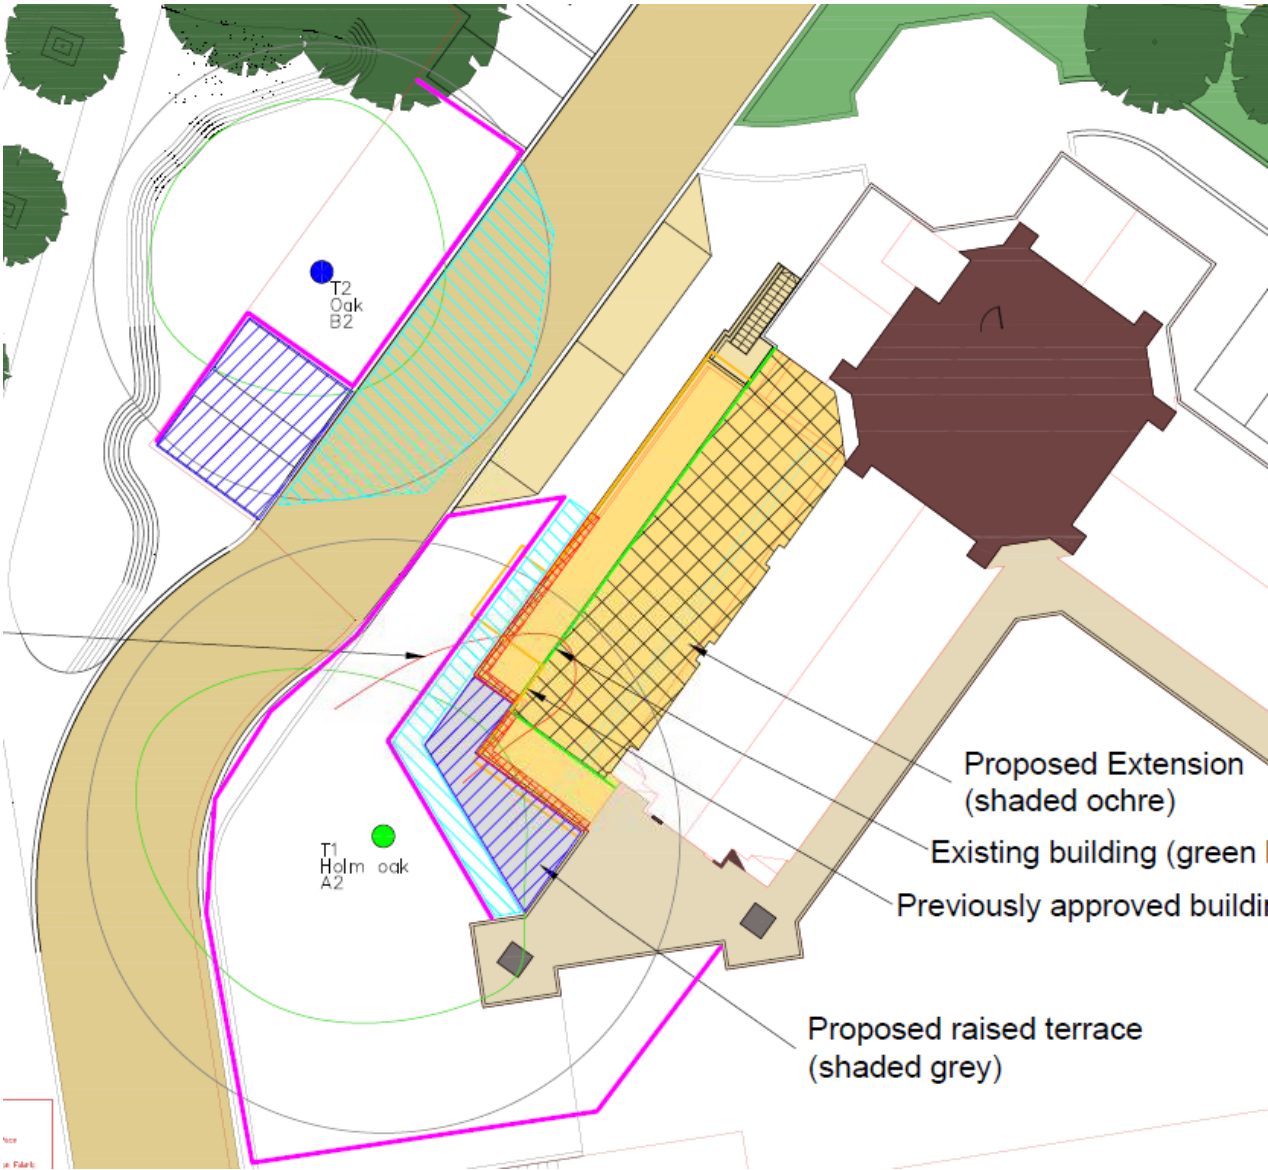 T2
Oak
B2
T1
Holm oak
A2
Proposed Extension
(shaded ochre)
Existing building (green
Previously approved
Proposed raised terrace
(shaded grey)